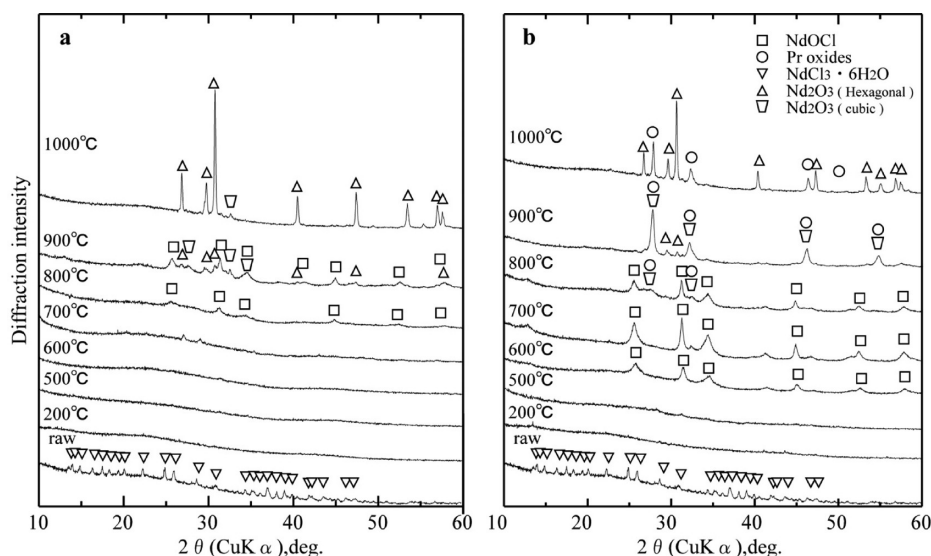 a
1000℃
900℃
800℃
700℃
600℃
500℃
200℃
raw
Diffraction intensity
10 20 30 40 50 60
2 θ (CuK α),deg.
b
NdOCl
Pr oxides
NdCl3・6H2O
Nd2O3 ( Hexagonal )
Nd2O3 ( cubic )
1000℃
900℃
800℃
700℃
600℃
500℃
200℃
raw
Diffraction intensity
10 20 30 40 50 60
2 θ (CuK α),deg.